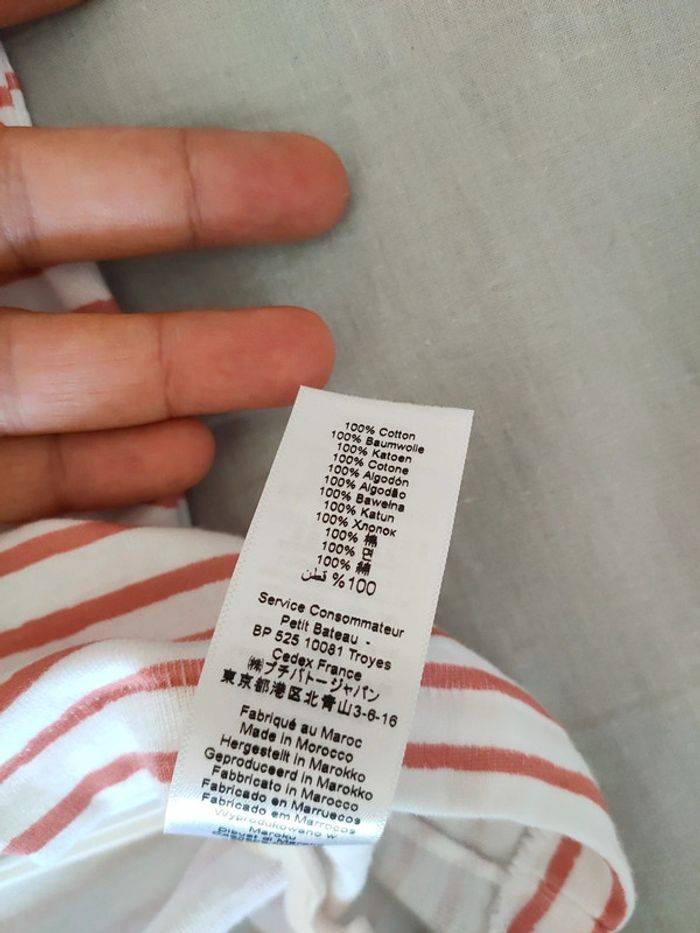 100% Cotton
100% Baumwolle
100% Katoen
100% Cotone
100% Algodón
100% Algodão
100% Bawełna
100% Katun
100% Хлопок
100% 棉
100% 면
100% 綿
100% قطن
Service Consommateur
Petit Bateau -
BP 525 10081 Troyes
Cedex France
㈱プチバトージャパン
東京都港区北青山3-6-16
Fabriqué au Maroc
Made in Morocco
Hergestellt in Marokko
Geproduceerd in Marokko
Fabbricato in Marocco
Fabricado en Marruecos
Fabricado em Marrocos
Wyprodukowano w
Maroku